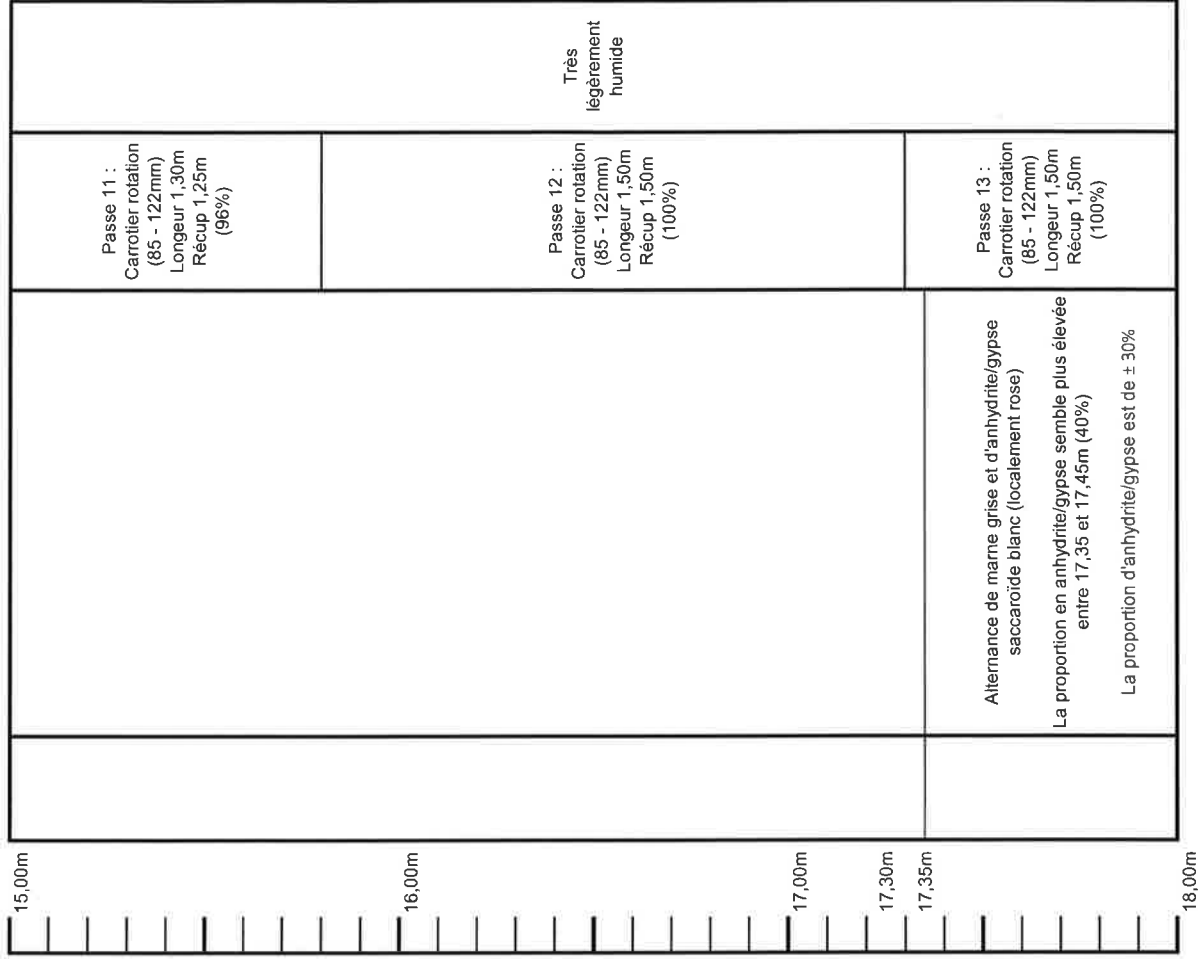 15,00m
16,00m
17,00m
17,30m
17,35m
18,00m
Alternance de marne grise et d'anhydrite/gypse
saccaroïde blanc (localement rose)
La proportion en anhydrite/gypse semble plus élevée
entre 17,35 et 17,45m (40%)
La proportion d'anhydrite/gypse est de ± 30%
Passe 11 :
Carrotier rotation
(85 - 122mm)
Longeur 1,30m
Récup 1,25m
(96%)
Passe 12 :
Carrotier rotation
(85 - 122mm)
Longeur 1,50m
Récup 1,50m
(100%)
Passe 13 :
Carrotier rotation
(85 - 122mm)
Longeur 1,50m
Récup 1,50m
(100%)
Très
légèrement
humide